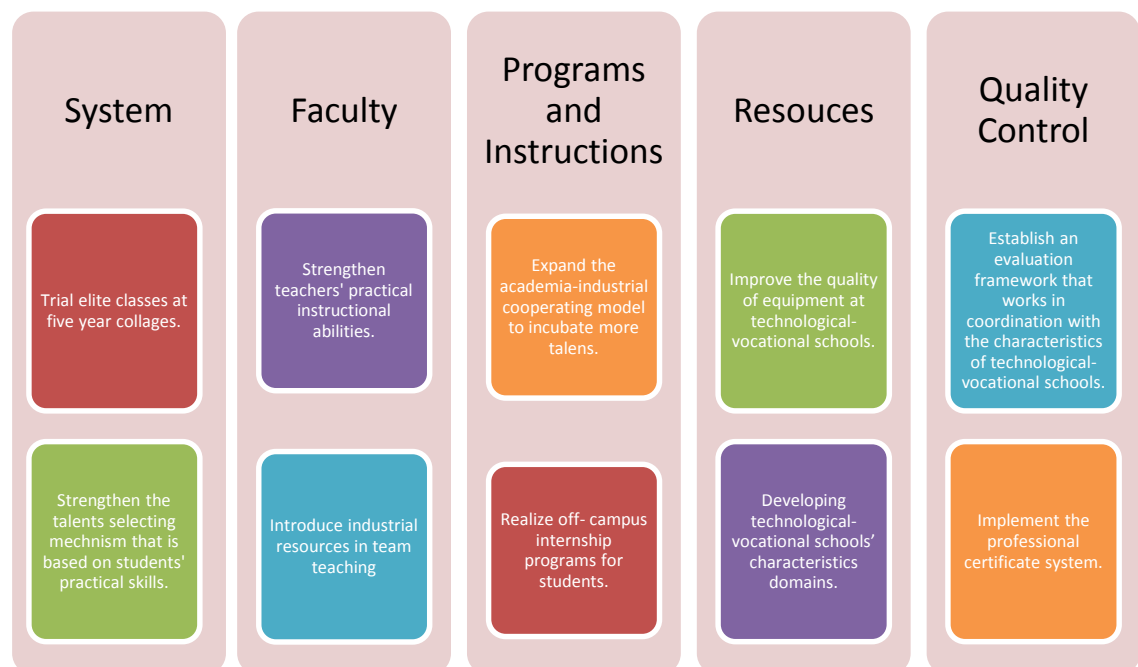 System
Trial elite classes at
five year collages.
Strengthen the
talents selecting
mechnism that is
based on students'
practical skills.
Faculty
Strengthen
teachers' practical
instructional
abilities.
Introduce industrial
resources in team
teaching
Programs
and
Instructions
Expand the
academia-industrial
cooperating model
to incubate more
talens.
Realize off- campus
internship
programs for
students.
Resouces
Improve the quality
of equipment at
technological-
vocational schools.
Developing
technological-
vocational schools’
characteristics
domains.
Quality
Control
Establish an
evaluation
framework that
works in
coordination with
the characteristics
of technological-
vocational schools.
Implement the
professional
certificate system.